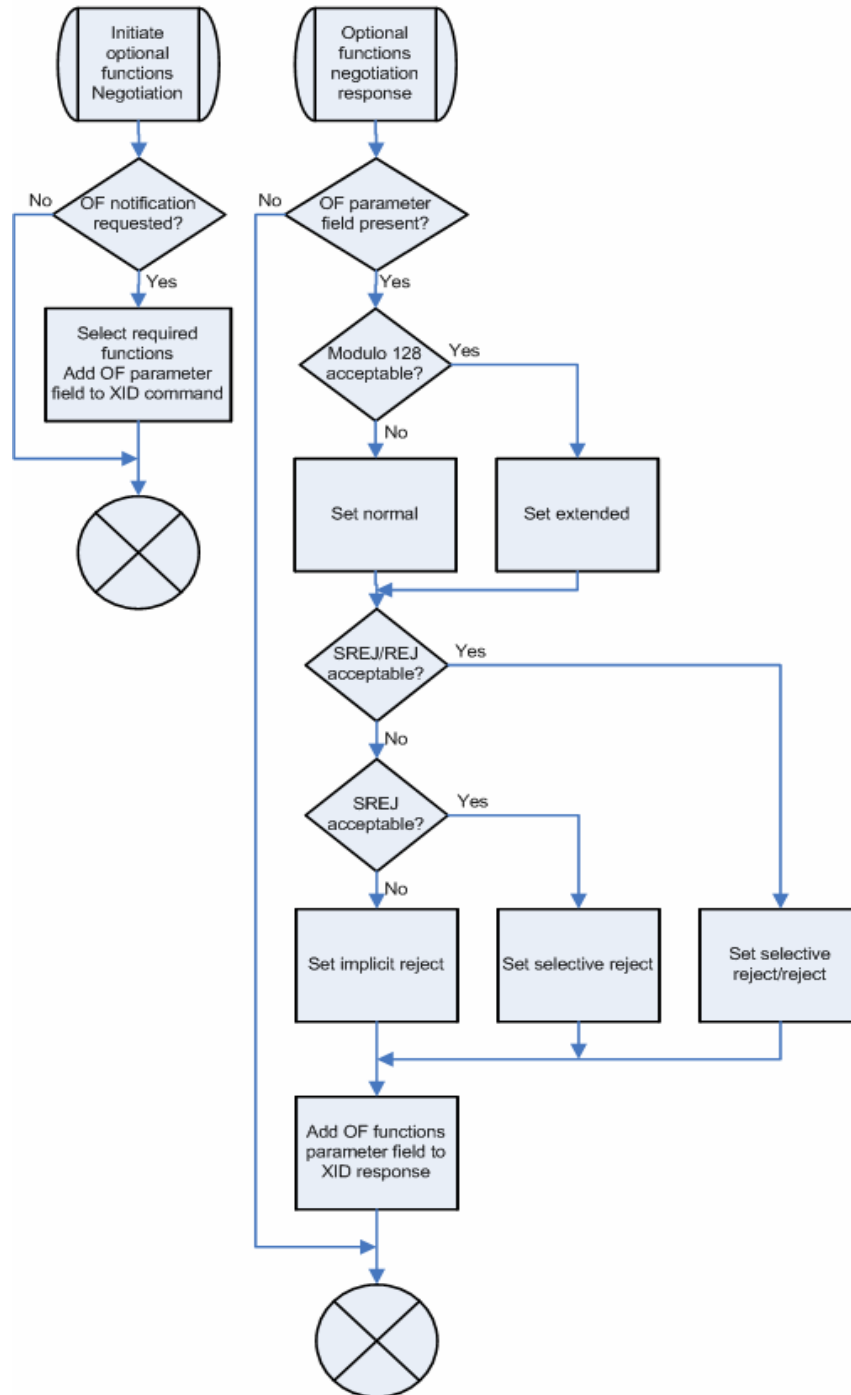 Initiate
optional
functions
Negotiation
No
OF notification
requested?
Yes
Select required
functions
Add OF parameter
field to XID command
Optional
functions
negotiation
response
No
OF parameter
field present?
Yes
Modulo 128
acceptable?
Yes
No
Set normal
Set extended
SREJ/REJ
acceptable?
Yes
No
SREJ
acceptable?
Yes
No
Set implicit reject
Set selective reject
Set selective
reject/reject
Add OF functions
parameter field to
XID response